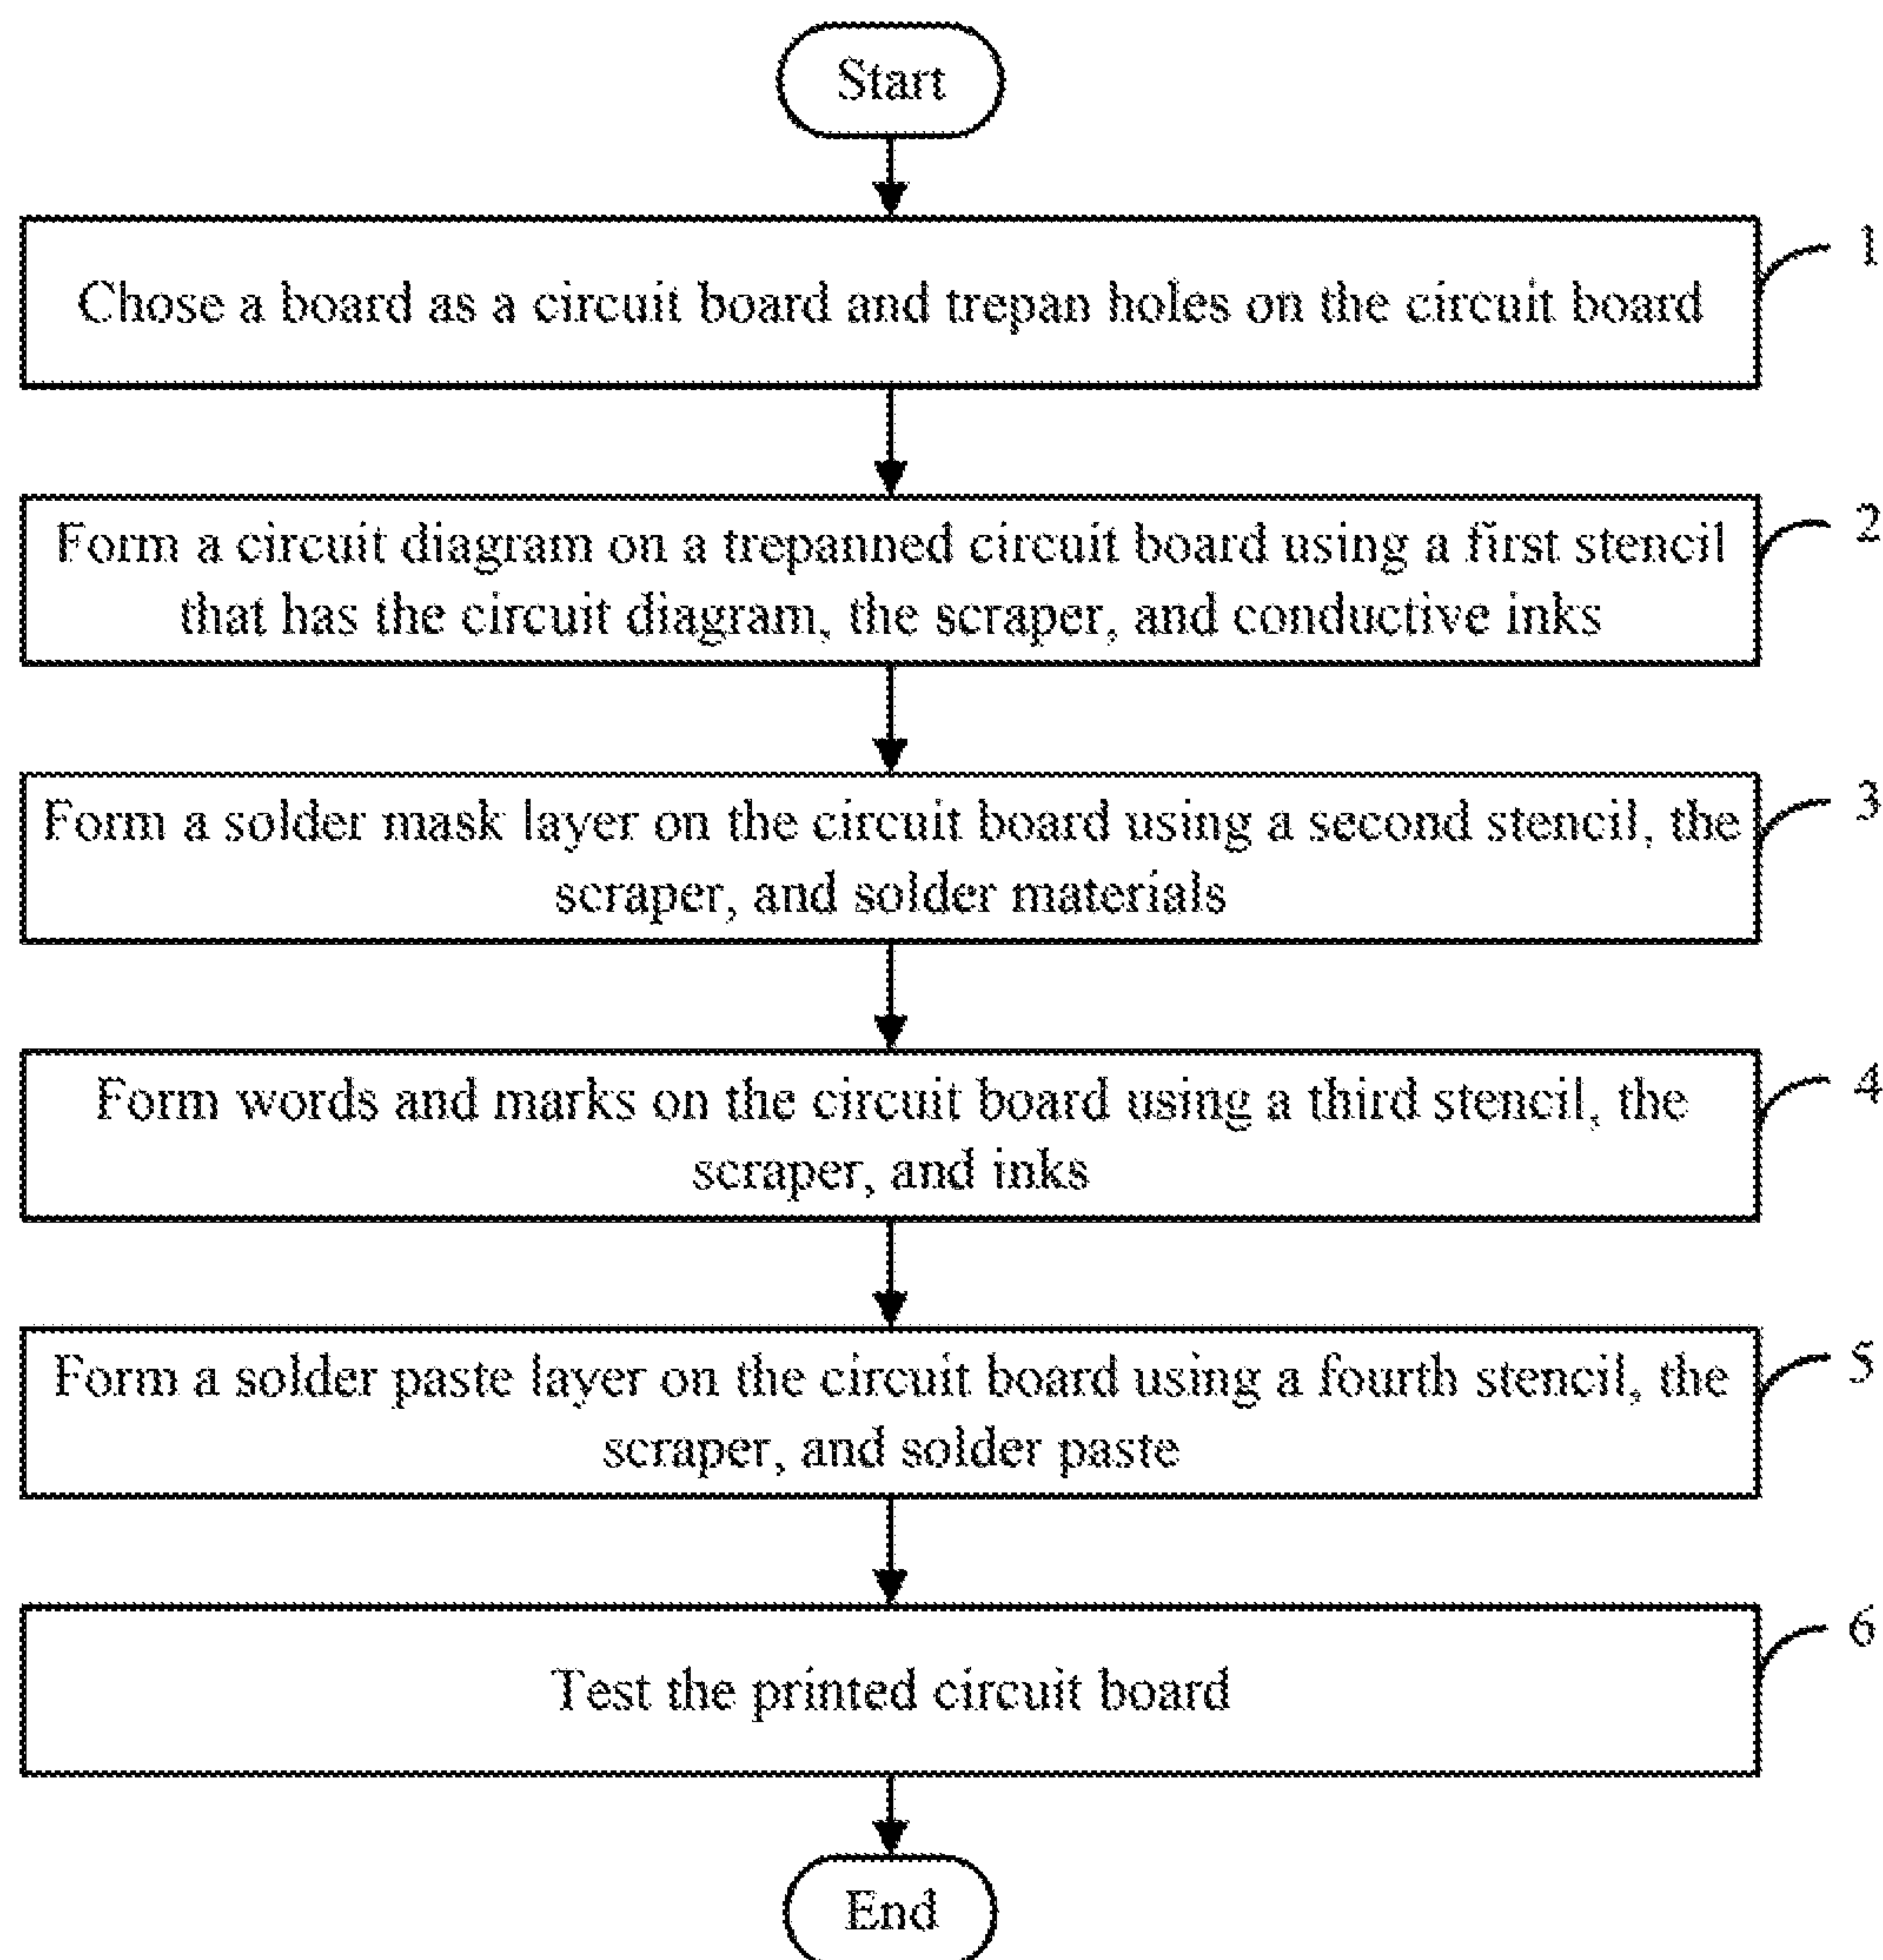 Start
1
Chose a board as a circuit board and trepan holes on the circuit board
2
Form a circuit diagram on a trepanned circuit board using a first stencil
that has the circuit diagram, the scraper, and conductive inks
3
Form a solder mask layer on the circuit board using a second stencil, the
scraper, and solder materials
4
Form words and marks on the circuit board using a third stencil, the
scraper, and inks
5
Form a solder paste layer on the circuit board using a fourth stencil, the
scraper, and solder paste
6
Test the printed circuit board
End